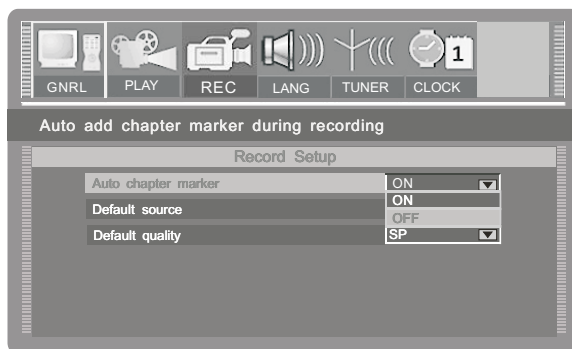 1
GNRL PLAY REC LANG TUNER CLOCK
Auto add chapter marker during recording
Record Setup
Auto chapter marker ON
ON
Default source OFF
Default quality SP